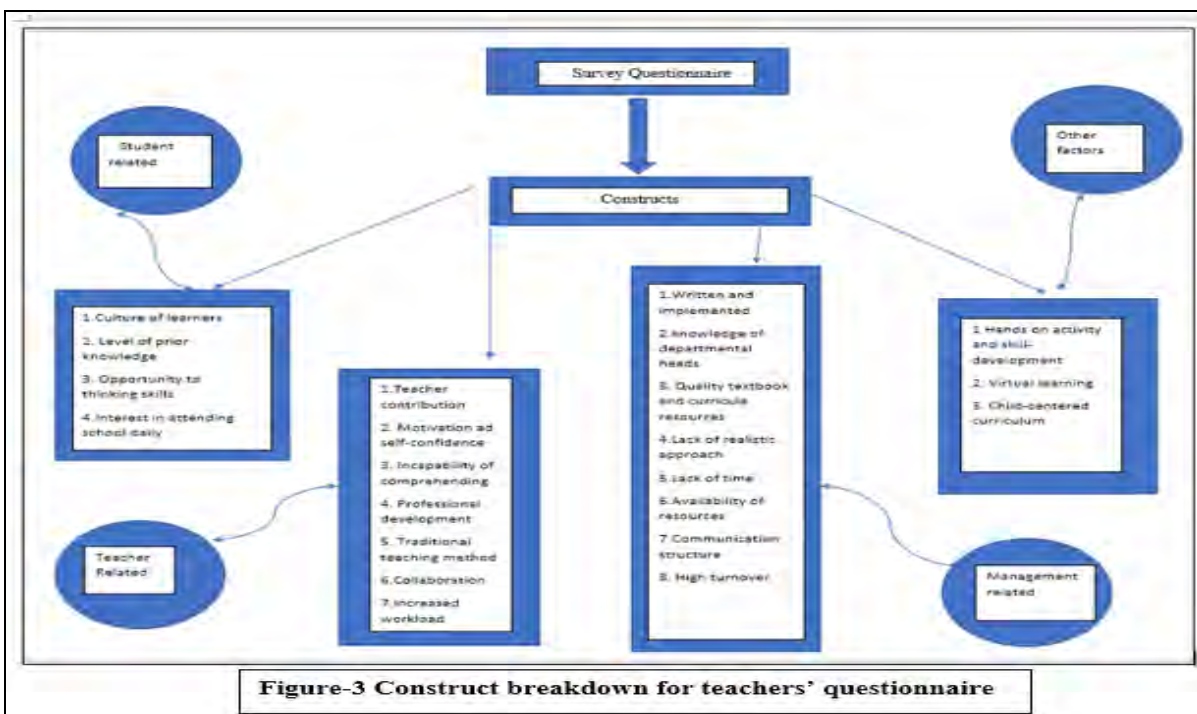 Survey Questionnaire
Student
related
Other
factors
Constructs
1.Culture of learners
2. Level of prior
knowledge
3. Opportunity to
thinking skills
4.Interest in attending
school daily
1.Teacher
contribution
2. Motivation ad
self-confidence
3. Incapability of
comprehending
4. Professional
development
5. Traditional
teaching method
6.Collaboration
7.Increased
workload
1.Written and
implemented
2.knowledge of
departmental
heads
3. Quality textbook
and curricula
resources
4.Lack of realistic
approach
5.Lack of time
6.Availability of
resources
7 Communication
structure
8. High turnover
1 Hands on activity
and skill-
development
2. Virtual learning
3. Child-centered
curriculum
Teacher
Related
Management
related
Figure-3 Construct breakdown for teachers' questionnaire